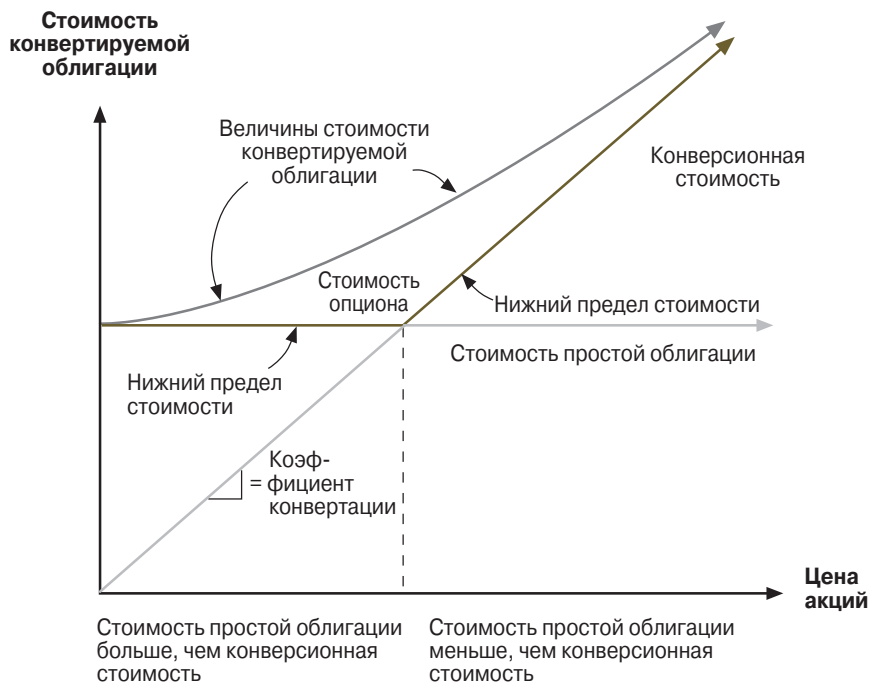 Стоимость
конвертируемой
облигации
Величины стоимости
конвертируемой
облигации
Конверсионная
стоимость
Стоимость
опциона
Нижний предел стоимости
Стоимость простой облигации
Нижний предел
стоимости
Коэф-
= фициент
конвертации
Цена
акций
Стоимость простой облигации
больше, чем конверсионная
стоимость
Стоимость простой облигации
меньше, чем конверсионная
стоимость